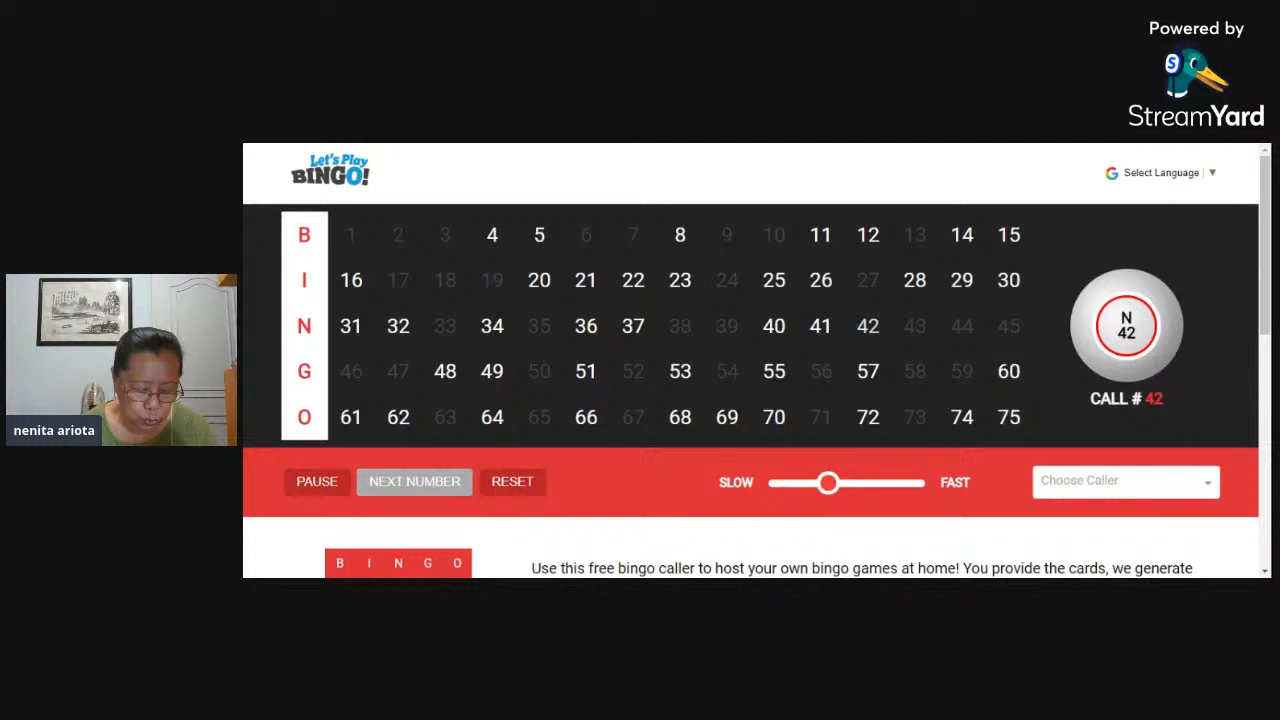 Powered by
StreamYard
Let's Play
BINGO!
Select Language
B 1 2 3 4 5 6 7 8 9 10 11 12 13 14 15
I 16 17 18 19 20 21 22 23 24 25 26 27 28 29 30
N 31 32 33 34 35 36 37 38 39 40 41 42 43 44 45
G 46 47 48 49 50 51 52 53 54 55 56 57 58 59 60
O 61 62 63 64 65 66 67 68 69 70 71 72 73 74 75
N
42
CALL # 42
nenita ariota
PAUSE NEXT NUMBER RESET SLOW FAST Choose Caller
B I N G O
Use this free bingo caller to host your own bingo games at home! You provide the cards, we generate